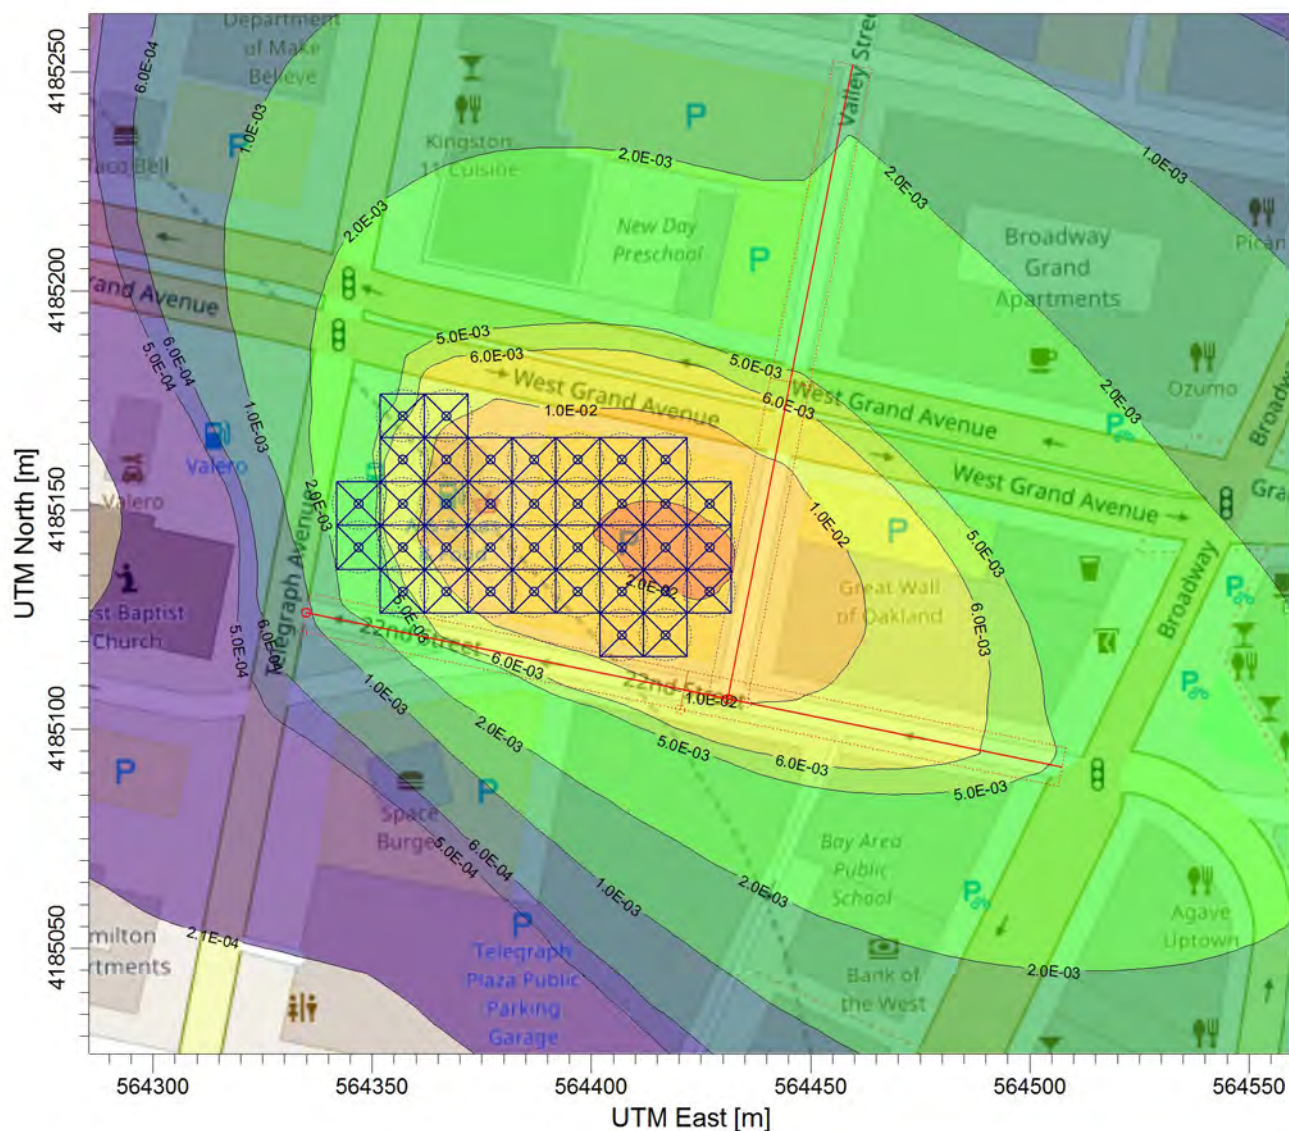 Department
of Make
Believe
Valley Stree
6.0E-04
1.0E-03
Kingston
11 Cuisine
P
P
Taco Bell
2.0E-03
2.0E-03
1.0E-03
2.0E-03
New Day
Preschool
P
Broadway
Grand
Apartments
Picán
rand Avenue
5.0E-03
6.0E-03
5.0E-03
6.0E-03
West Grand Avenue
West Grand Avenue
West Grand Avenue
Ozumo
2.0E-03
Broadw
Gra
5.0E-04
6.0E-04
1.0E-03
1.0E-02
1.0E-02
Valero
Valero
2.0E-03
P
P
P
5.0E-03
2.0E-02
Great Wall
of Oakland
Broadway
P
rst Baptist
Church
Telegraph Avenue
5.0E-04
6.0E-04
5.0E-03
22nd Street
6.0E-03
6.0E-03
22nd Street
1.0E-02
P
1.0E-03
2.0E-03
5.0E-03
6.0E-03
5.0E-03
P
P
Space
Burger
5.0E-04
6.0E-04
1.0E-03
2.0E-03
Bay Area
Public
School
P
Agave
Uptown
milton
rtments
2.1E-04
P
Telegraph
Plaza Public
Parking
Garage
Bank of
the West
2.0E-03
4185250
4185200
4185150
4185100
4185050
UTM North [m]
564300
564350
564400
564450
564500
564550
UTM East [m]